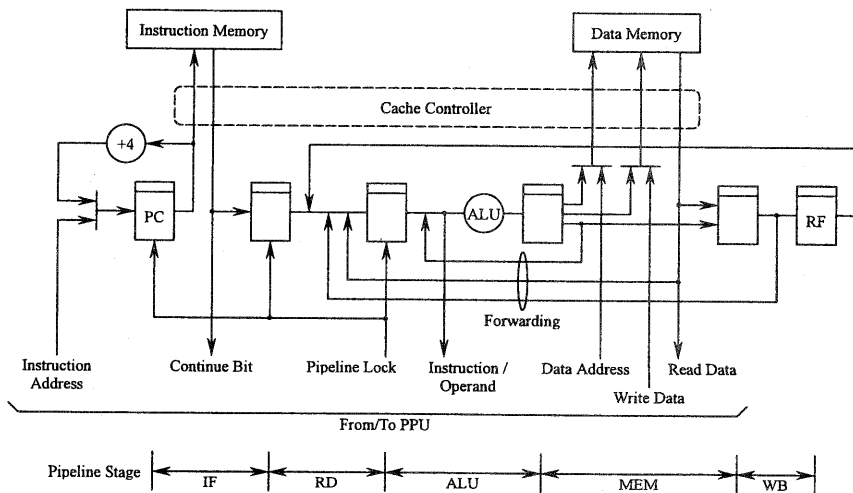 Instruction Memory
Data Memory
Cache Controller
+4
PC
ALU
RF
Forwarding
Instruction Address
Continue Bit
Pipeline Lock
Instruction / Operand
Data Address
Read Data
Write Data
From/To PPU
Pipeline Stage
IF
RD
ALU
MEM
WB